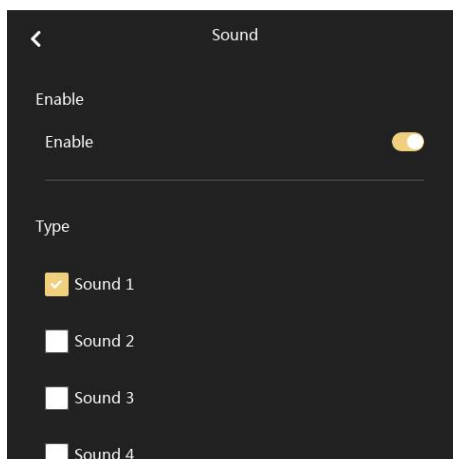 Sound
Enable
Enable
Type
Sound 1
Sound 2
Sound 3
Sound 4